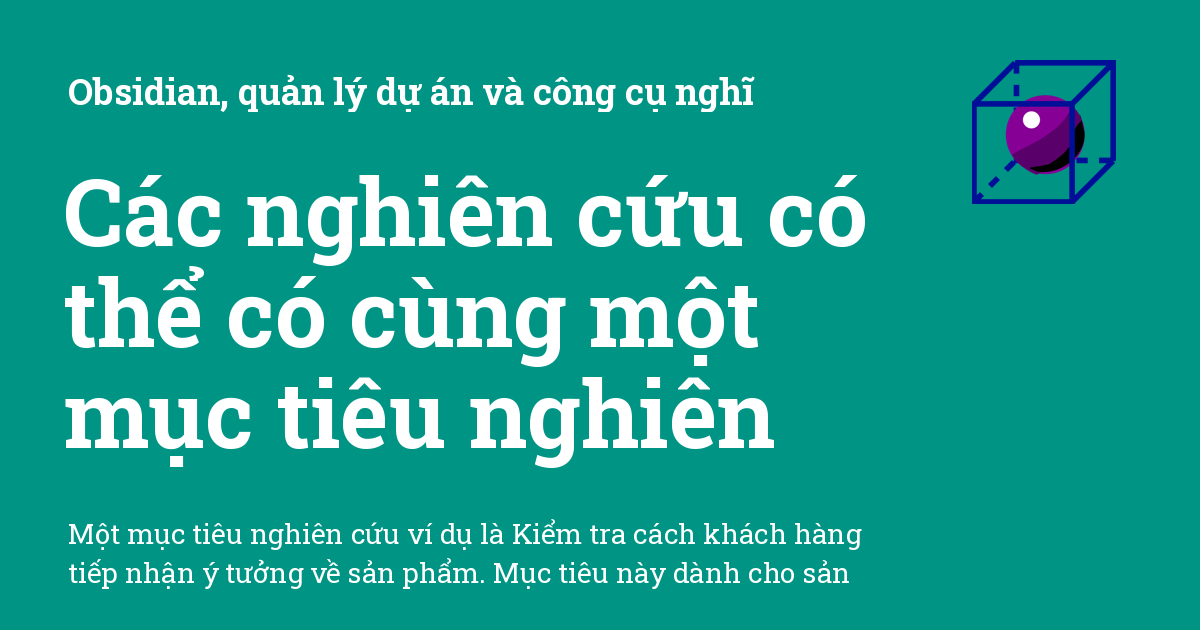 Obsidian, quản lý dự án và công cụ nghĩ
Các nghiên cứu có
thể có cùng một
mục tiêu nghiên
Một mục tiêu nghiên cứu ví dụ là Kiểm tra cách khách hàng
tiếp nhận ý tưởng về sản phẩm. Mục tiêu này dành cho sản